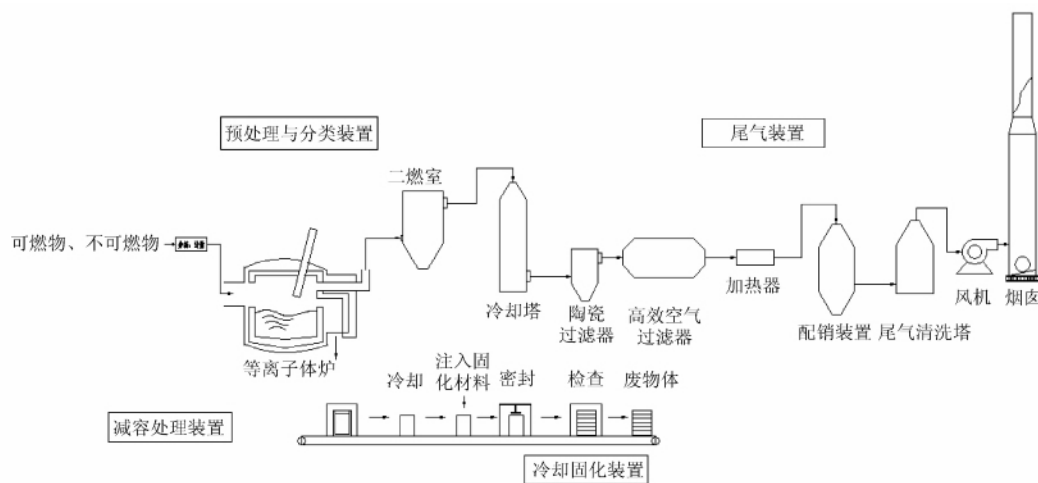 预处理与分类装置
尾气装置
二燃室
可燃物、不可燃物
冷却塔
陶瓷
过滤器
高效空气
过滤器
加热器
配销装置
尾气清洗塔
风机
烟囱
等离子体炉
冷却
注入固
化材料
密封
检查
废物体
减容处理装置
冷却固化装置